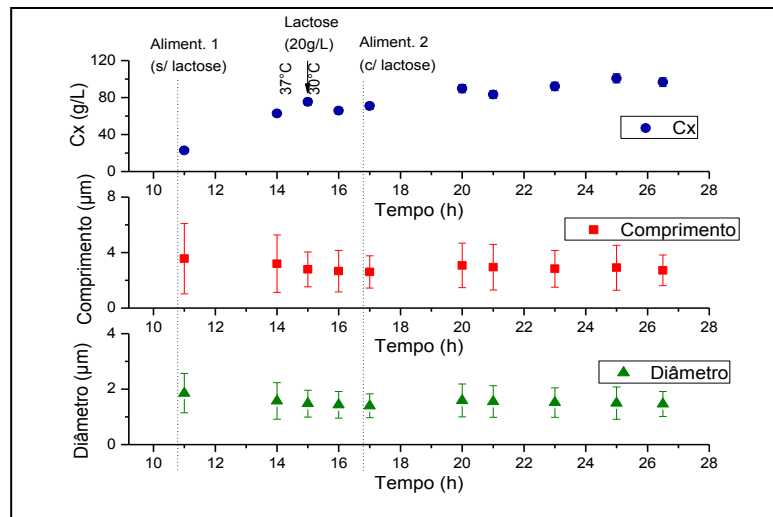 Aliment. 1
(s/ lactose)
Lactose
(20g/L)
Aliment. 2
(c/ lactose)
37°C
30°C
Cx (g/L)
120
80
40
0
Cx
10 12 14 16 18 20 22 24 26 28
Tempo (h)
Comprimento (µm)
8
4
0
Comprimento
10 12 14 16 18 20 22 24 26 28
Tempo (h)
Diâmetro (µm)
4
2
0
Diâmetro
10 12 14 16 18 20 22 24 26 28
Tempo (h)